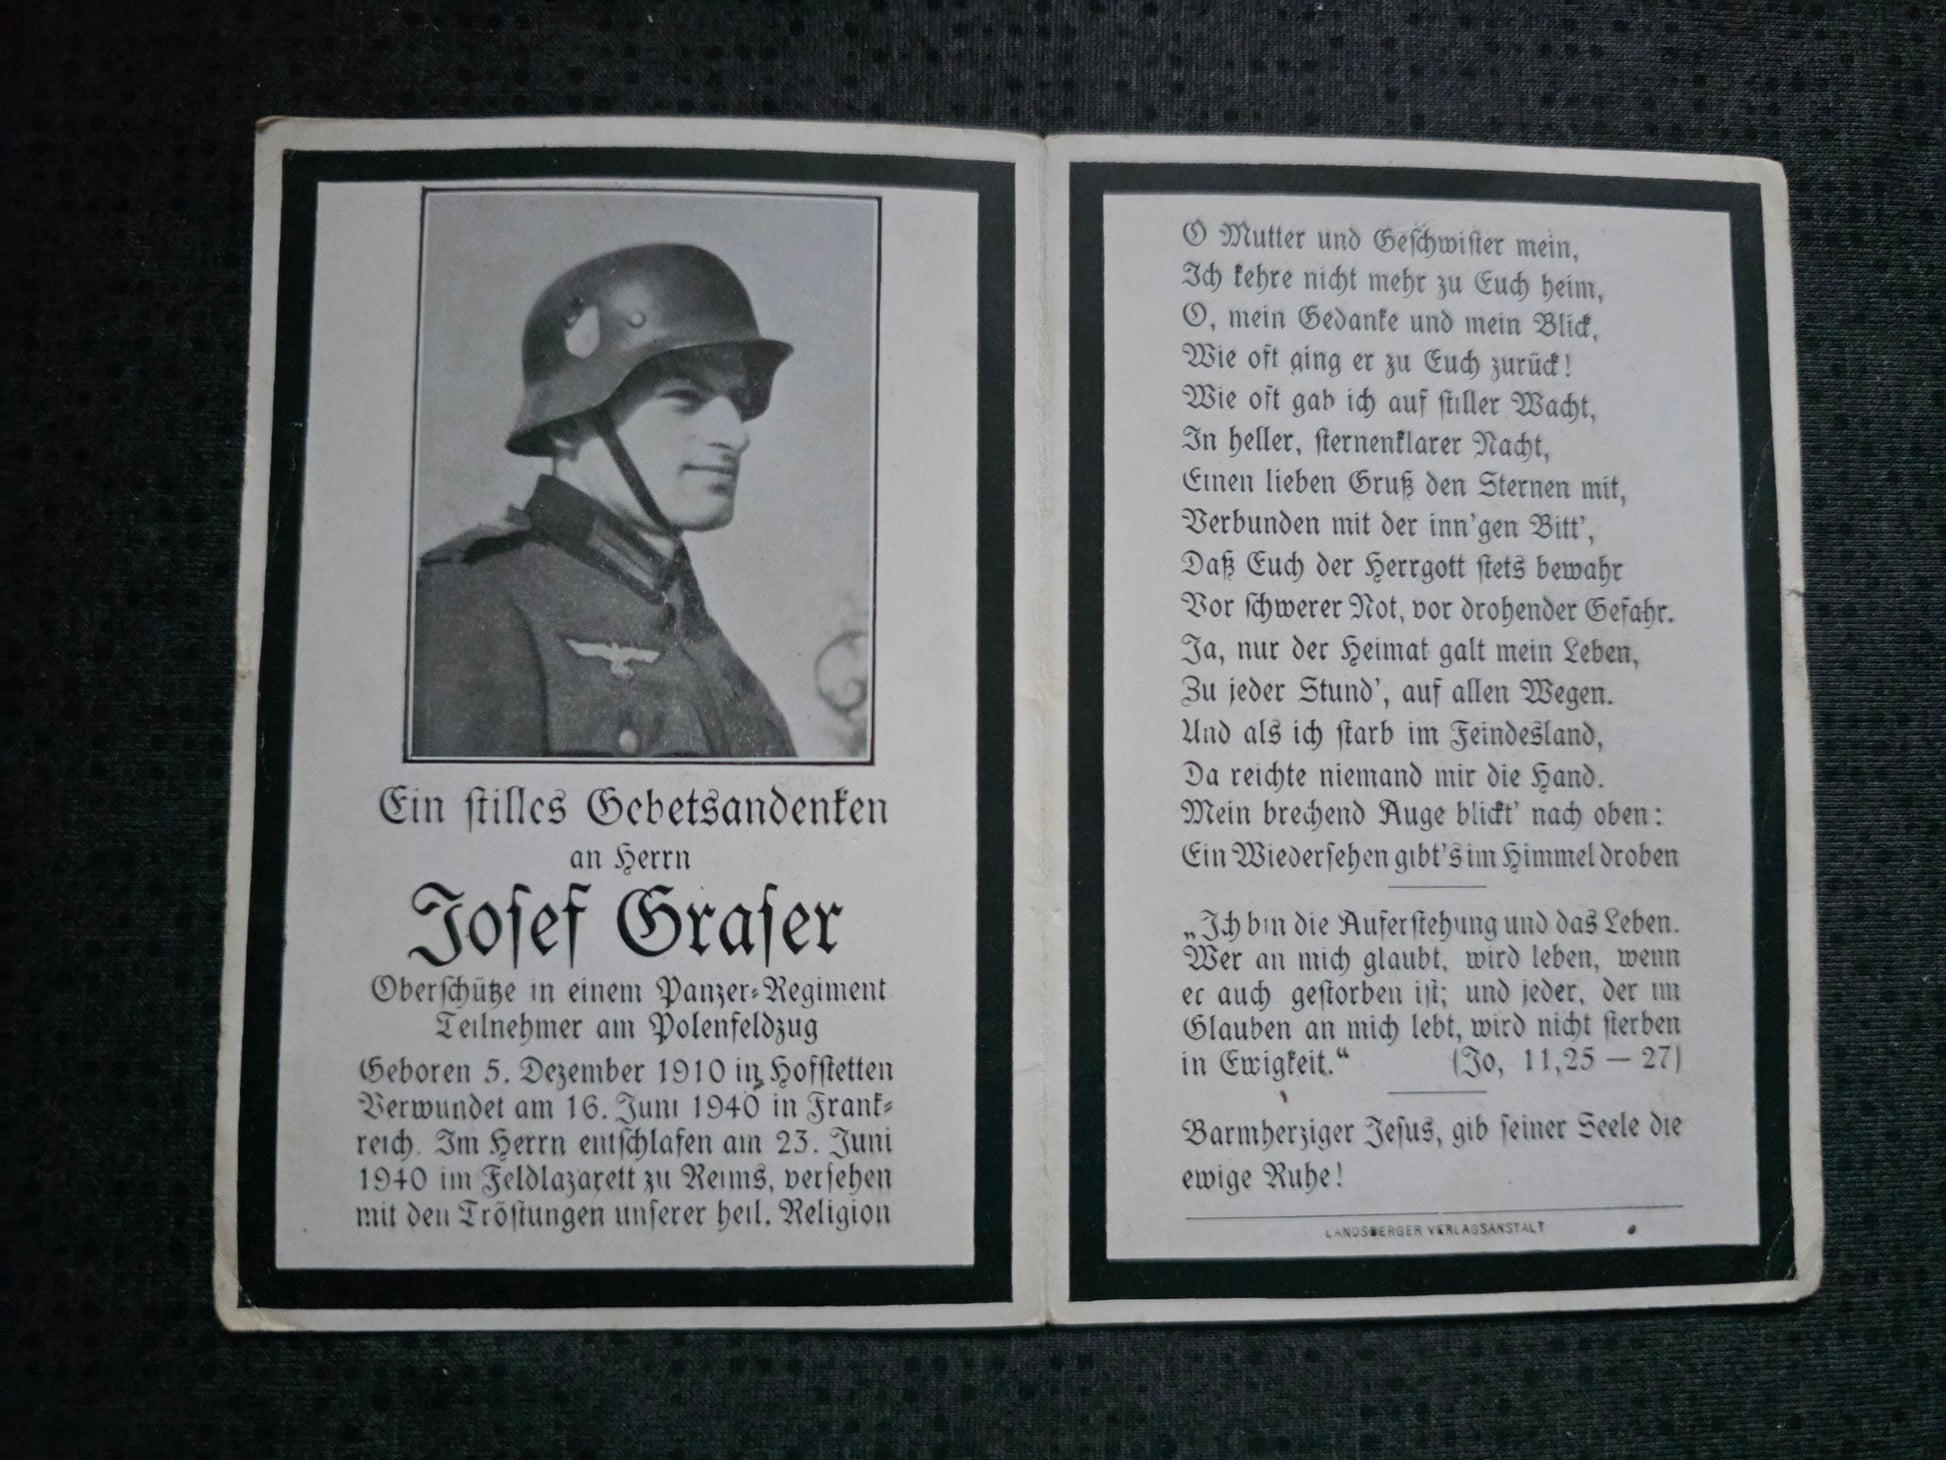 Ein stilles Gebetsandenken
an Herrn
Josef Graser
Oberschütze in einem Panzer-Regiment
Teilnehmer am Polenfeldzug
Geboren 5. Dezember 1910 in Hofstetten
Verwundet am 16. Juni 1940 in Frank-
reich. Im Herrn entschlafen am 23. Juni
1940 im Feldlazarett zu Reims, versehen
mit den Tröstungen unserer heil. Religion
O Mutter und Geschwister mein,
Ich kehre nicht mehr zu Euch heim,
O, mein Gedanke und mein Blick,
Wie oft ging er zu Euch zurück!
Wie oft gab ich auf stiller Wacht,
In heller, sternenklarer Nacht,
Einen lieben Gruß den Sternen mit,
Verbunden mit der inn'gen Bitt',
Daß Euch der Herrgott stets bewahr
Vor schwerer Not, vor drohender Gefahr.
Ja, nur der Heimat galt mein Leben,
Zu jeder Stund', auf allen Wegen.
Und als ich starb im Feindesland,
Da reichte niemand mir die Hand.
Mein brechend Auge blickt' nach oben:
Ein Wiedersehen gibt's im Himmel droben
„Ich bin die Auferstehung und das Leben.
Wer an mich glaubt, wird leben, wenn
er auch gestorben ist; und jeder, der im
Glauben an mich lebt, wird nicht sterben
in Ewigkeit.“ (Jo, 11,25 — 27)
Barmherziger Jesus, gib seiner Seele die
ewige Ruhe!
LANDSBERGER VERLAGSANSTALT